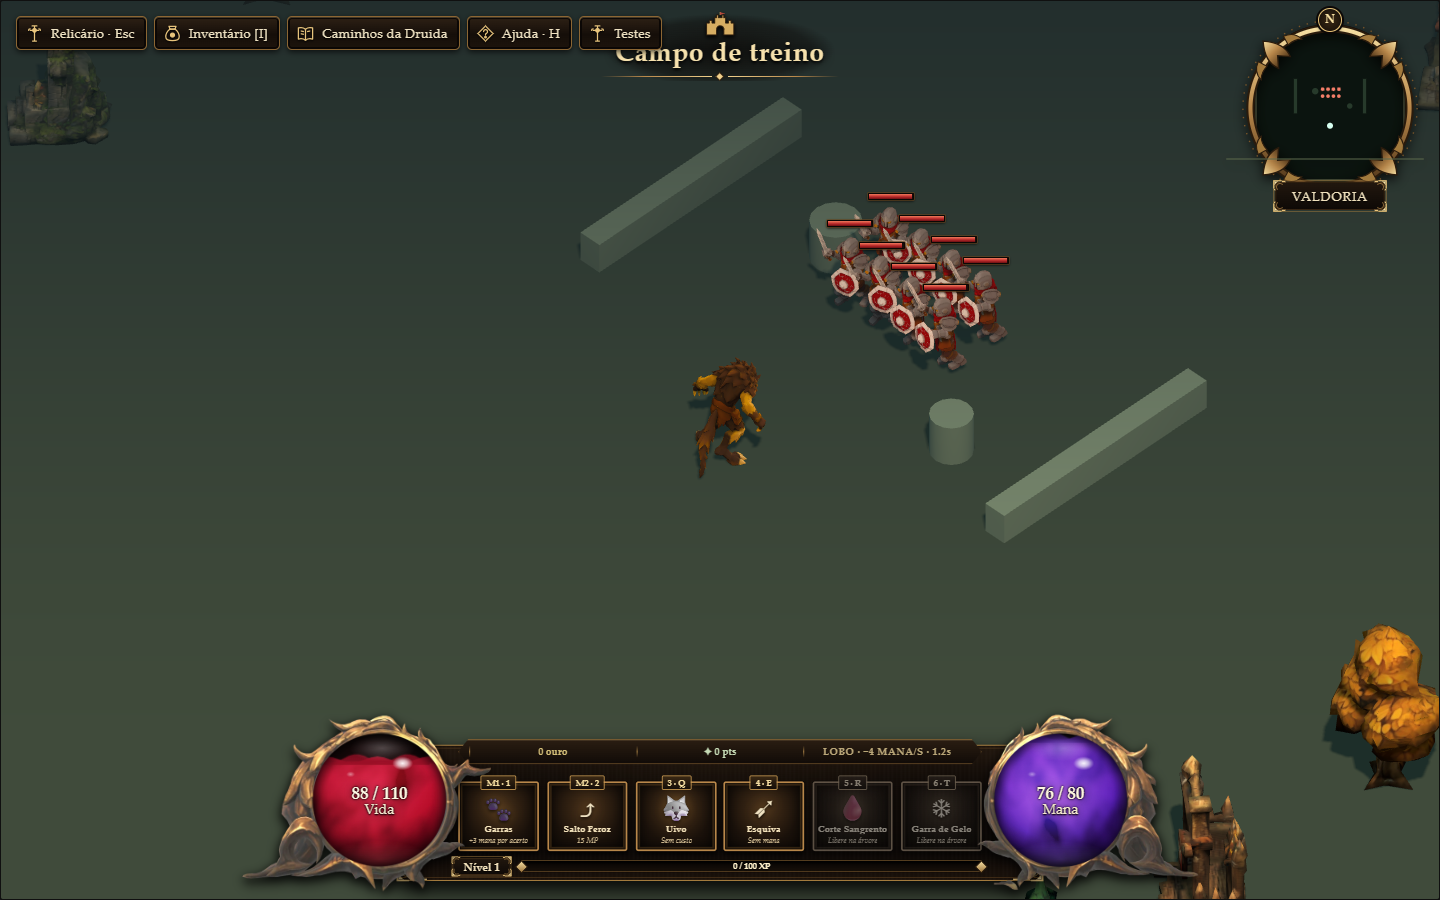 Relicário · Esc
Inventário [I]
Caminhos da Druida
Ajuda · H
Testes
Campo de treino
N
VALDORIA
0 ouro
✦ 0 pts
LOBO · −4 MANA/S · 1.2s
88 / 110
Vida
M1 · 1
Garras
+3 mana por acerto
M2 · 2
Salto Feroz
15 MP
3 · Q
Uivo
Sem custo
4 · E
Esquiva
Sem mana
5 · R
Corte Sangrento
Libere na árvore
6 · T
Garra de Gelo
Libere na árvore
76 / 80
Mana
Nível 1
0 / 100 XP